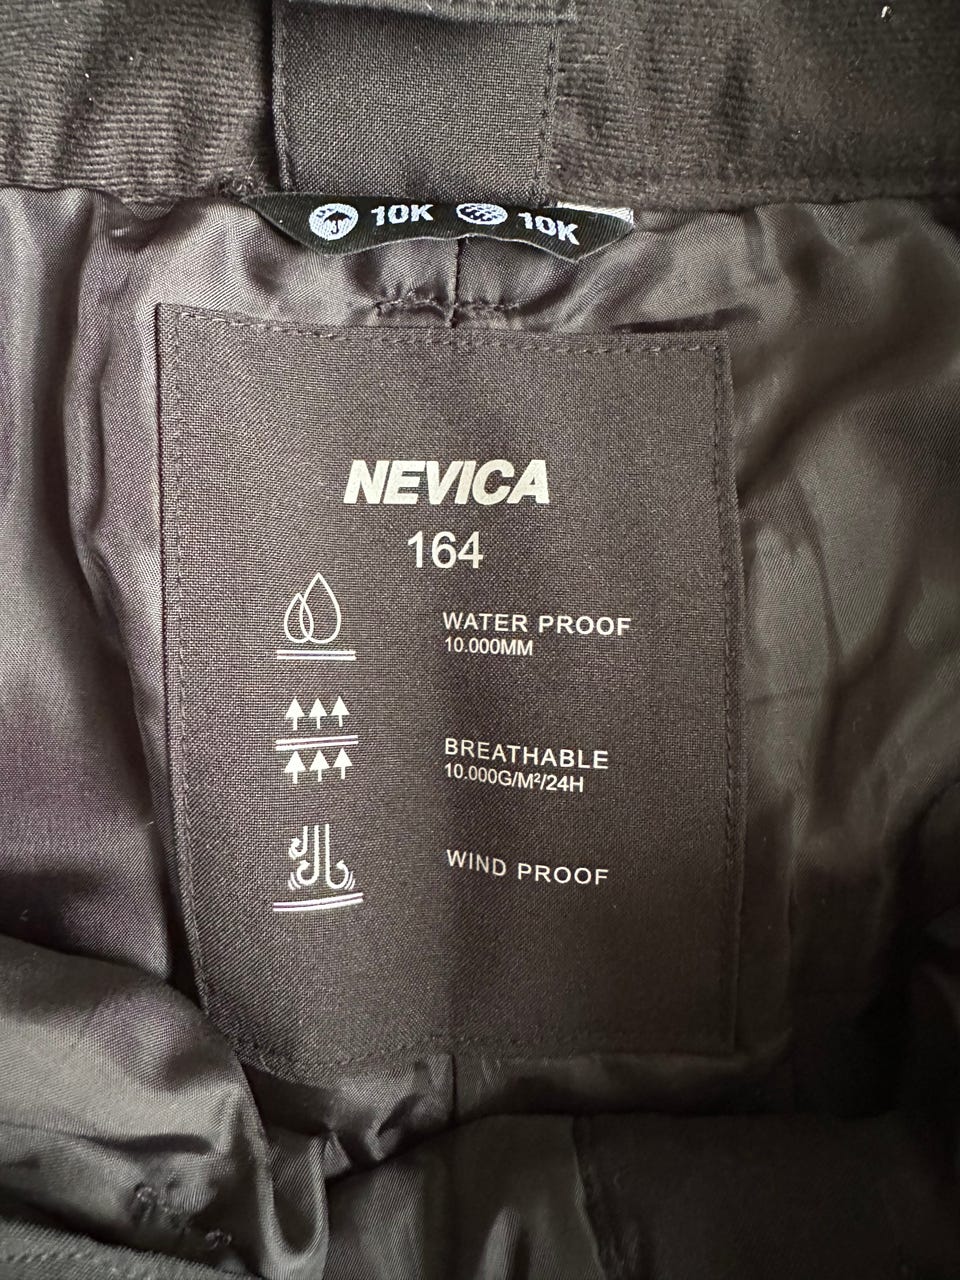 10K 10K
NEVICA
164
WATER PROOF
10.000MM
BREATHABLE
10.000G/M²/24H
WIND PROOF